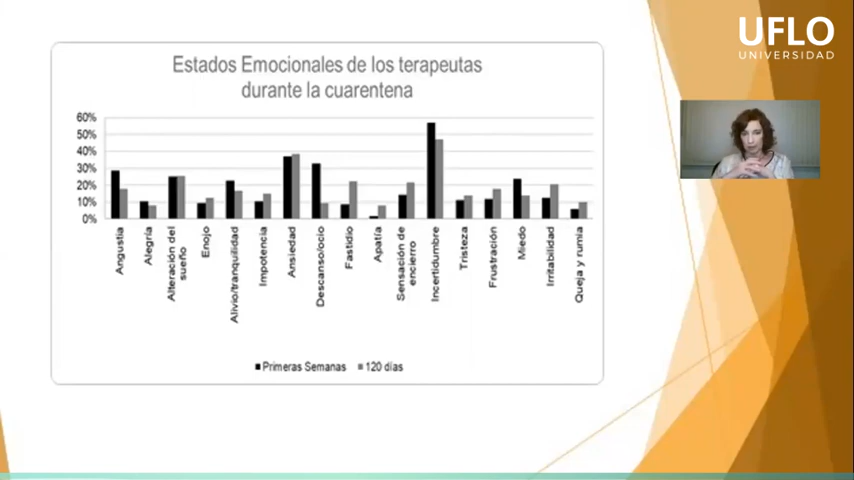 UFLO
UNIVERSIDAD
Estados Emocionales de los terapeutas
durante la cuarentena
60%
50%
40%
30%
20%
10%
0%
Angustia
Alegría
Alteración del
sueño
Enojo
Alivio/tranquilidad
Impotencia
Ansiedad
Descanso/ocio
Fastidio
Apatía
Sensación de
encierro
Incertidumbre
Tristeza
Frustración
Miedo
Irritabilidad
Queja y rumia
Primeras Semanas
120 días